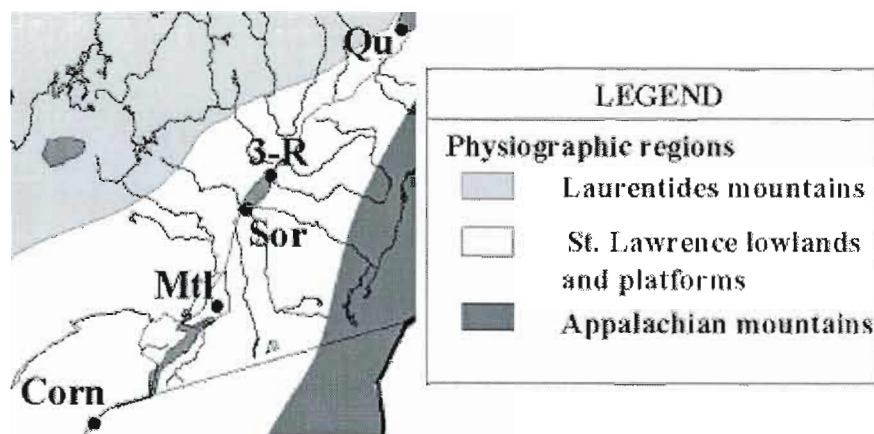 Qu
3-R
Sor
Mtl
Corn
LEGEND
Physiographic regions
Laurentides mountains
St. Lawrence lowlands
and platforms
Appalachian mountains